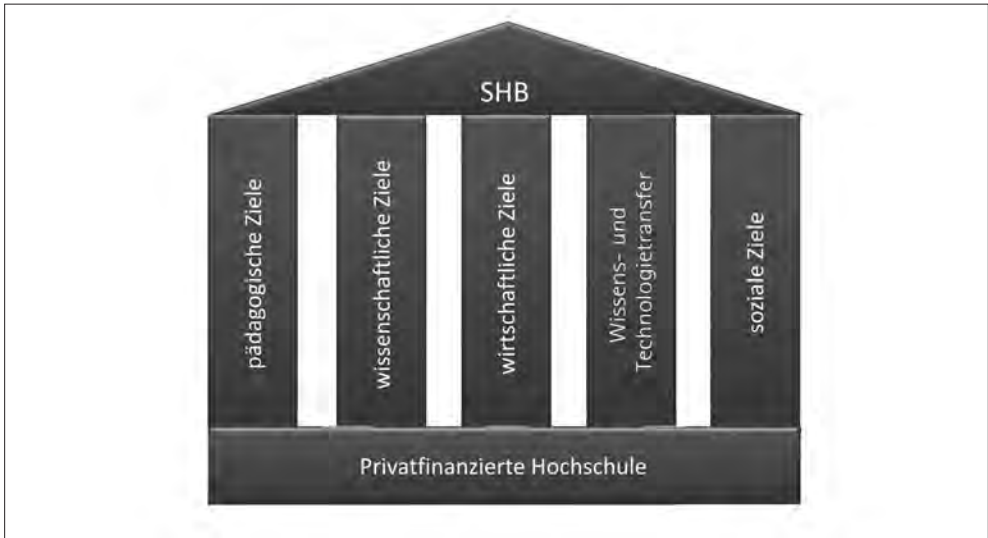 SHB
pädagogische Ziele
wissenschaftliche Ziele
wirtschaftliche Ziele
Wissens- und
Technologietransfer
soziale Ziele
Privatfinanzierte Hochschule